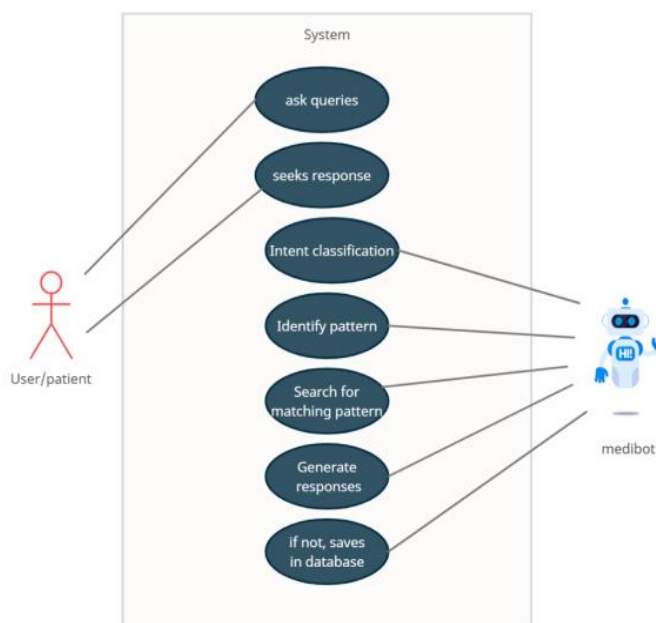 System
ask queries
seeks response
Intent classification
Identify pattern
Search for
matching pattern
Generate
responses
if not, saves
in database
User/patient
HI!
medibot